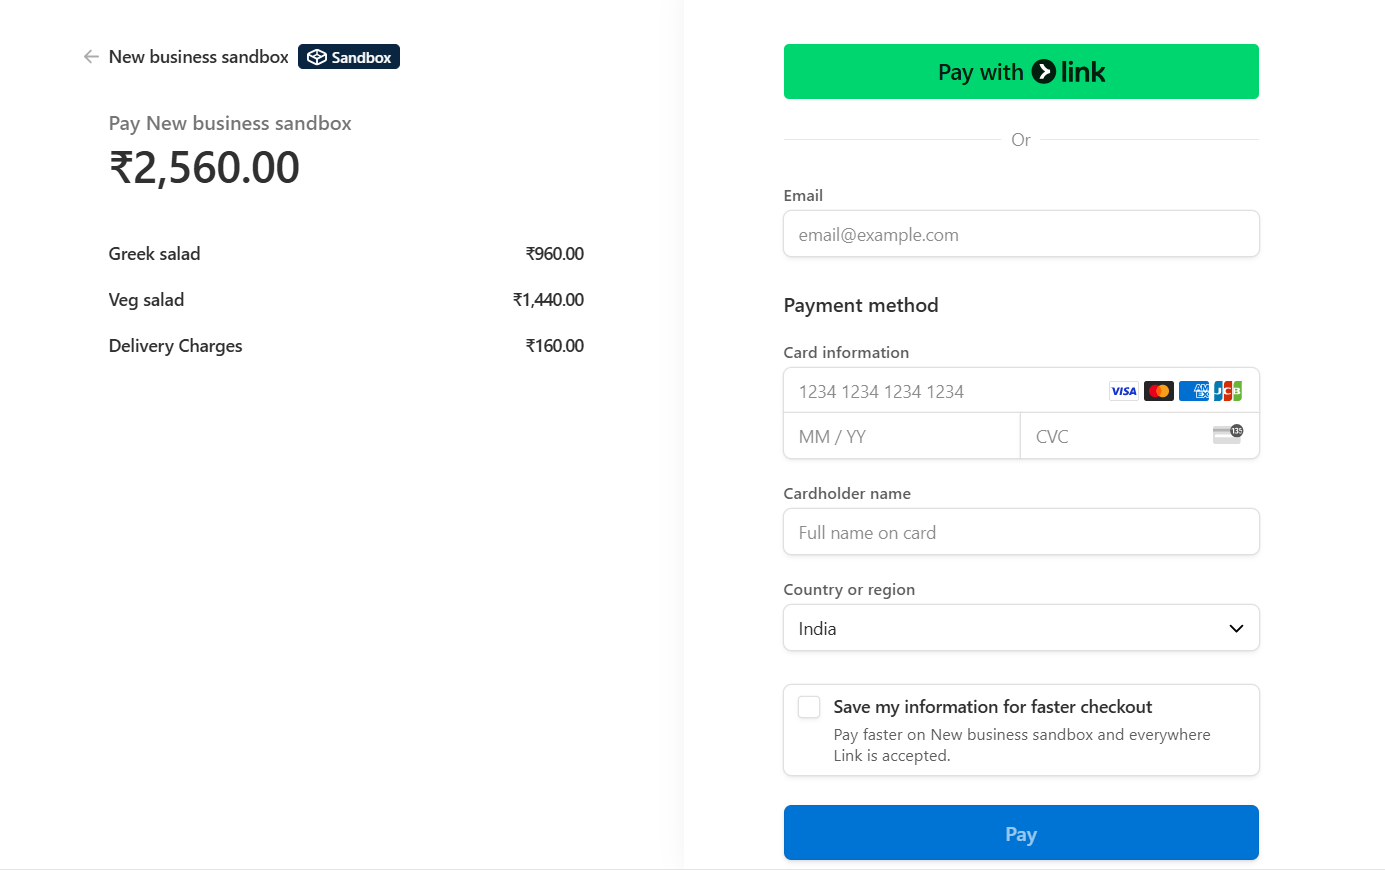 New business sandbox Sandbox
Pay New business sandbox
₹2,560.00
Greek salad ₹960.00
Veg salad ₹1,440.00
Delivery Charges ₹160.00
Pay with link
Or
Email
email@example.com
Payment method
Card information
1234 1234 1234 1234 VISA AM EX JCB
MM / YY CVC 135
Cardholder name
Full name on card
Country or region
India
Save my information for faster checkout
Pay faster on New business sandbox and everywhere
Link is accepted.
Pay